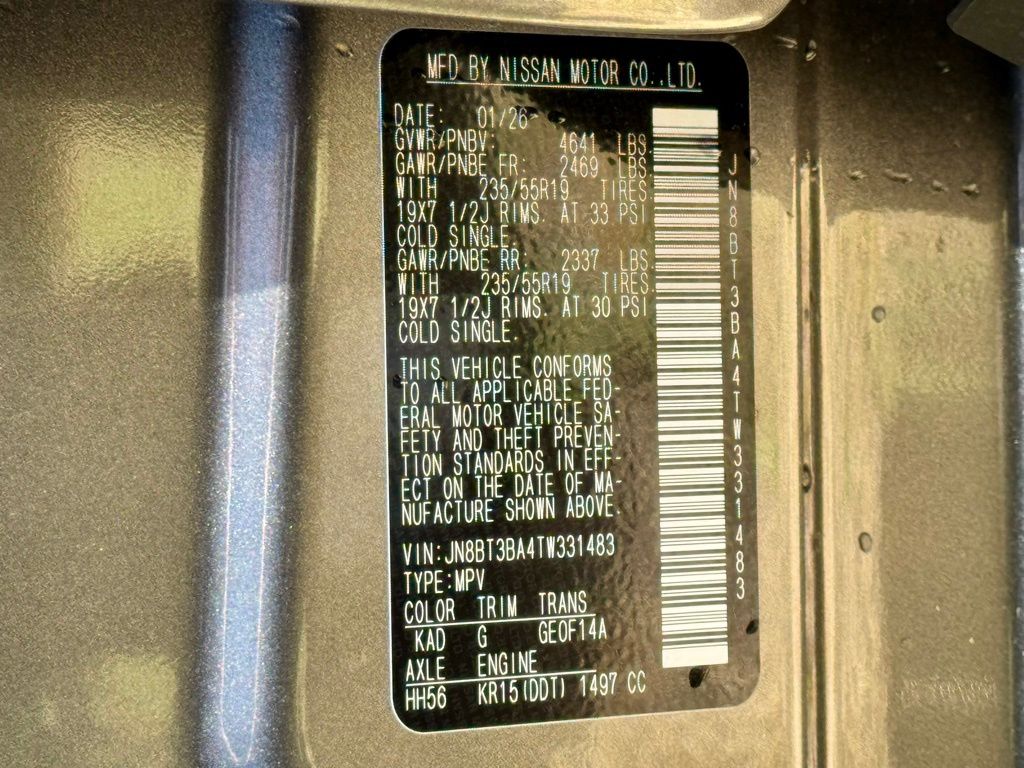 MFD BY NISSAN MOTOR CO.,LTD.
DATE: 01/26
GVWR/PNBV: 4641 LBS.
GAWR/PNBE FR: 2469 LBS.
WITH 235/55R19 TIRES.
19X7 1/2J RIMS. AT 33 PSI
COLD SINGLE.
GAWR/PNBE RR: 2337 LBS.
WITH 235/55R19 TIRES.
19X7 1/2J RIMS. AT 30 PSI
COLD SINGLE.
THIS VEHICLE CONFORMS
TO ALL APPLICABLE FED-
ERAL MOTOR VEHICLE SA-
FETY AND THEFT PREVEN-
TION STANDARDS IN EFF-
ECT ON THE DATE OF MA-
NUFACTURE SHOWN ABOVE.
VIN:JN8BT3BA4TW331483
TYPE:MPV
COLOR TRIM TRANS
KAD G GE0F14A
AXLE ENGINE
HH56 KR15(DDT) 1497 CC
JN8BT3BA4TW331483